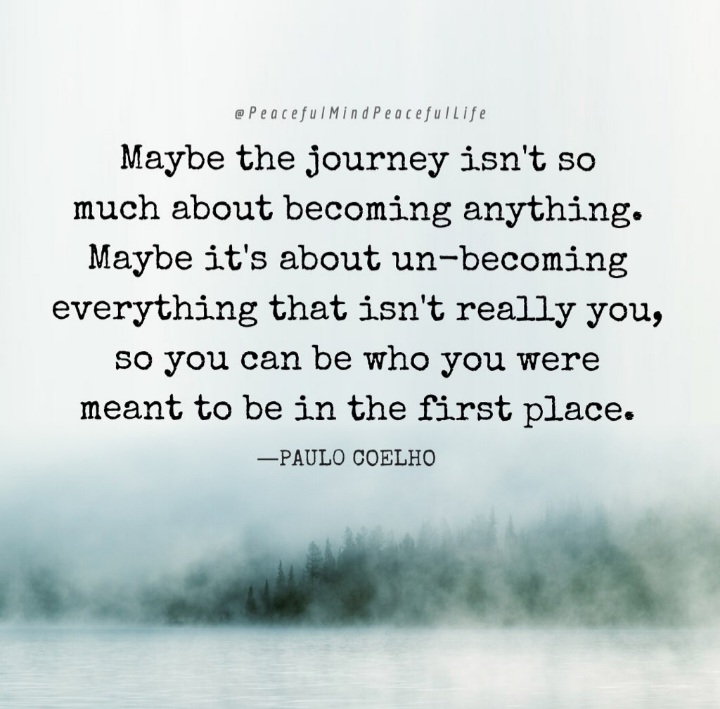 @PeacefulMindPeacefulLife
Maybe the journey isn't so
much about becoming anything.
Maybe it's about un-becoming
everything that isn't really you,
so you can be who you were
meant to be in the first place.
—PAULO COELHO